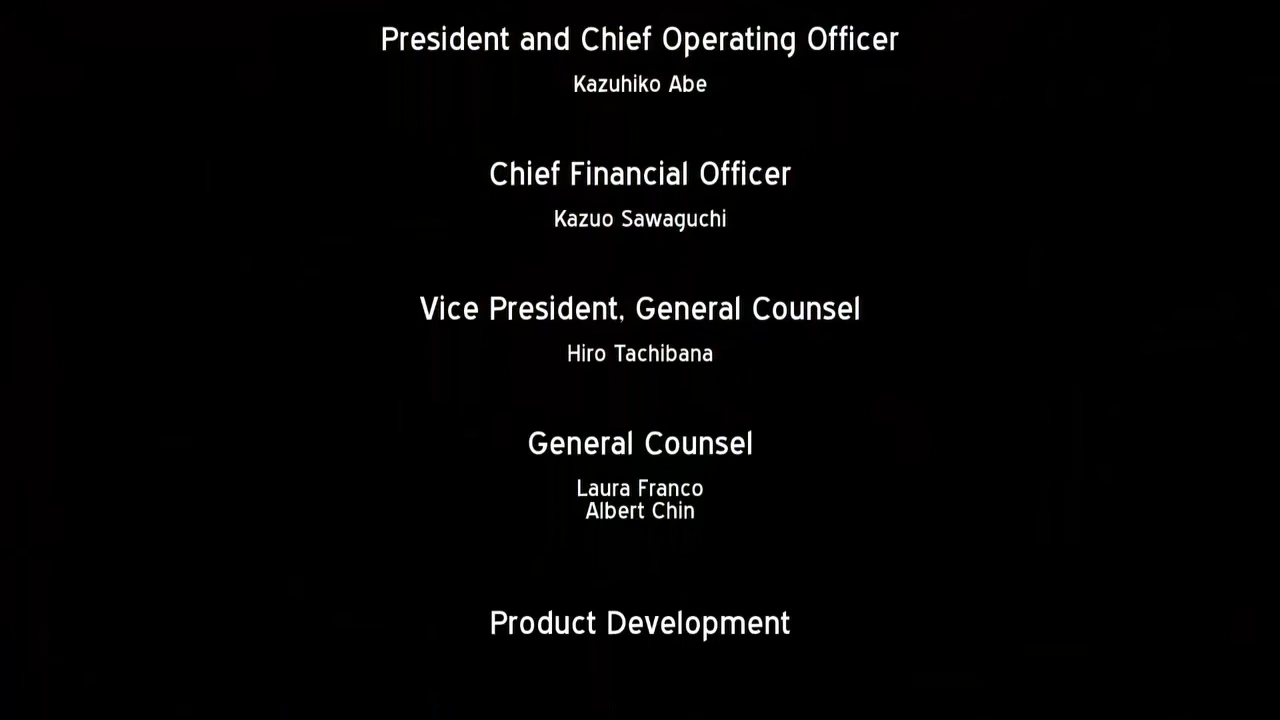 President and Chief Operating Officer
Kazuhiko Abe
Chief Financial Officer
Kazuo Sawaguchi
Vice President, General Counsel
Hiro Tachibana
General Counsel
Laura Franco
Albert Chin
Product Development